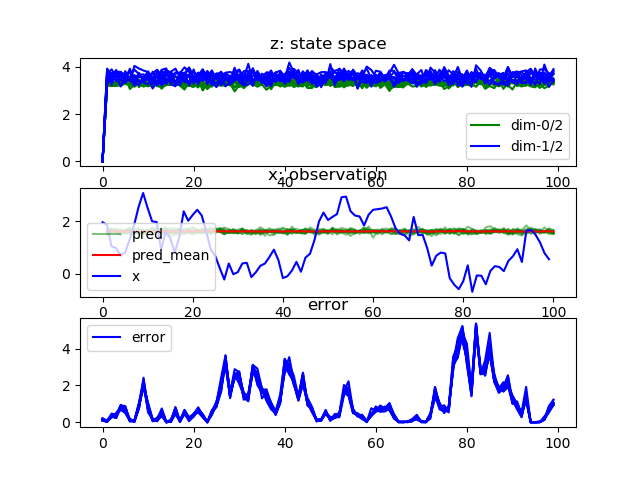 z: state space
4
2
0
dim-0/2
dim-1/2
0 20 40 60 80 100
x: observation
2
0
pred
pred_mean
x
0 20 40 60 80 100
error
4
2
0
error
0 20 40 60 80 100